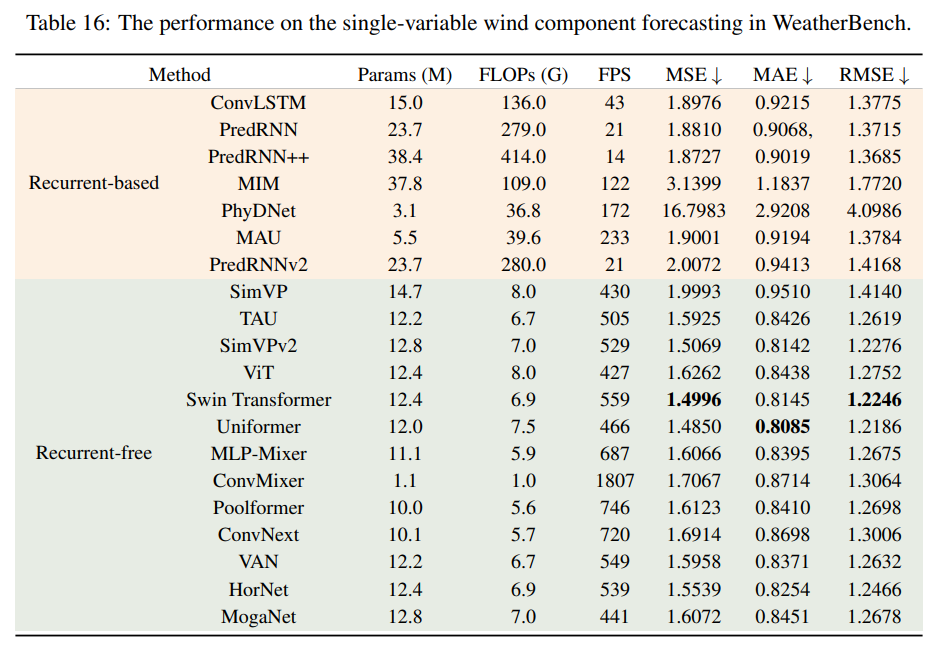 Table 16: The performance on the single-variable wind component forecasting in WeatherBench.
Method Params (M) FLOPs (G) FPS MSE ↓ MAE ↓ RMSE ↓
ConvLSTM 15.0 136.0 43 1.8976 0.9215 1.3775
PredRNN 23.7 279.0 21 1.8810 0.9068, 1.3715
PredRNN++ 38.4 414.0 14 1.8727 0.9019 1.3685
Recurrent-based MIM 37.8 109.0 122 3.1399 1.1837 1.7720
PhyDNet 3.1 36.8 172 16.7983 2.9208 4.0986
MAU 5.5 39.6 233 1.9001 0.9194 1.3784
PredRNNv2 23.7 280.0 21 2.0072 0.9413 1.4168
SimVP 14.7 8.0 430 1.9993 0.9510 1.4140
TAU 12.2 6.7 505 1.5925 0.8426 1.2619
SimVPv2 12.8 7.0 529 1.5069 0.8142 1.2276
ViT 12.4 8.0 427 1.6262 0.8438 1.2752
Swin Transformer 12.4 6.9 559 1.4996 0.8145 1.2246
Uniformer 12.0 7.5 466 1.4850 0.8085 1.2186
Recurrent-free MLP-Mixer 11.1 5.9 687 1.6066 0.8395 1.2675
ConvMixer 1.1 1.0 1807 1.7067 0.8714 1.3064
Poolformer 10.0 5.6 746 1.6123 0.8410 1.2698
ConvNext 10.1 5.7 720 1.6914 0.8698 1.3006
VAN 12.2 6.7 549 1.5958 0.8371 1.2632
HorNet 12.4 6.9 539 1.5539 0.8254 1.2466
MogaNet 12.8 7.0 441 1.6072 0.8451 1.2678